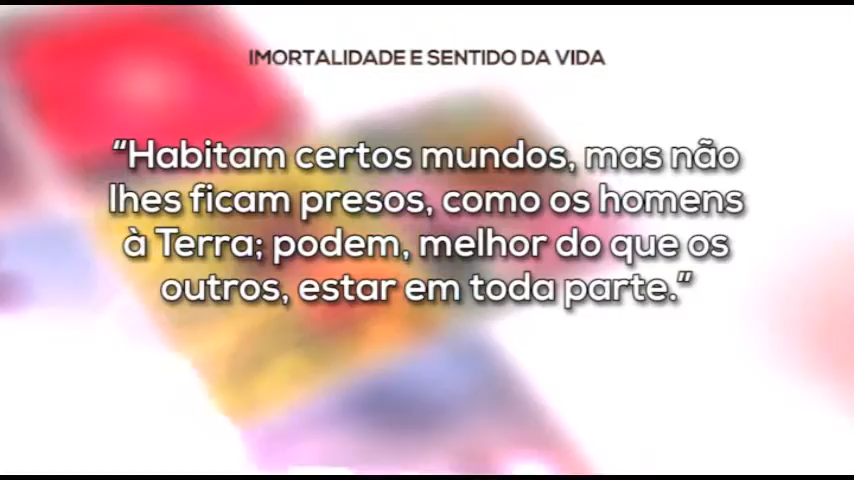 IMORTALIDADE E SENTIDO DA VIDA
“Habitam certos mundos, mas não
lhes ficam presos, como os homens
à Terra; podem, melhor do que os
outros, estar em toda parte.”